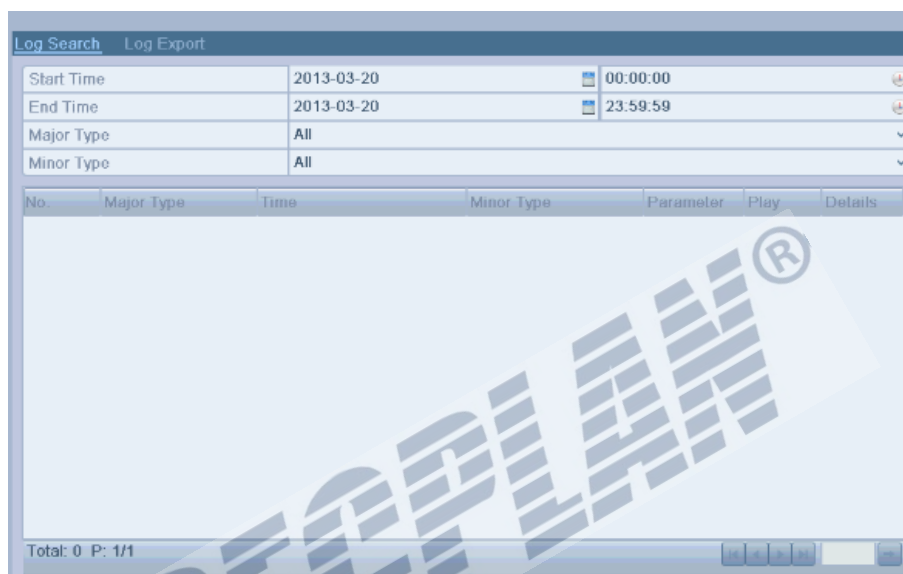 Log Search Log Export
Start Time 2013-03-20 00:00:00
End Time 2013-03-20 23:59:59
Major Type All
Minor Type All
No. Major Type Time Minor Type Parameter Play Details
®
Total: 0 P: 1/1